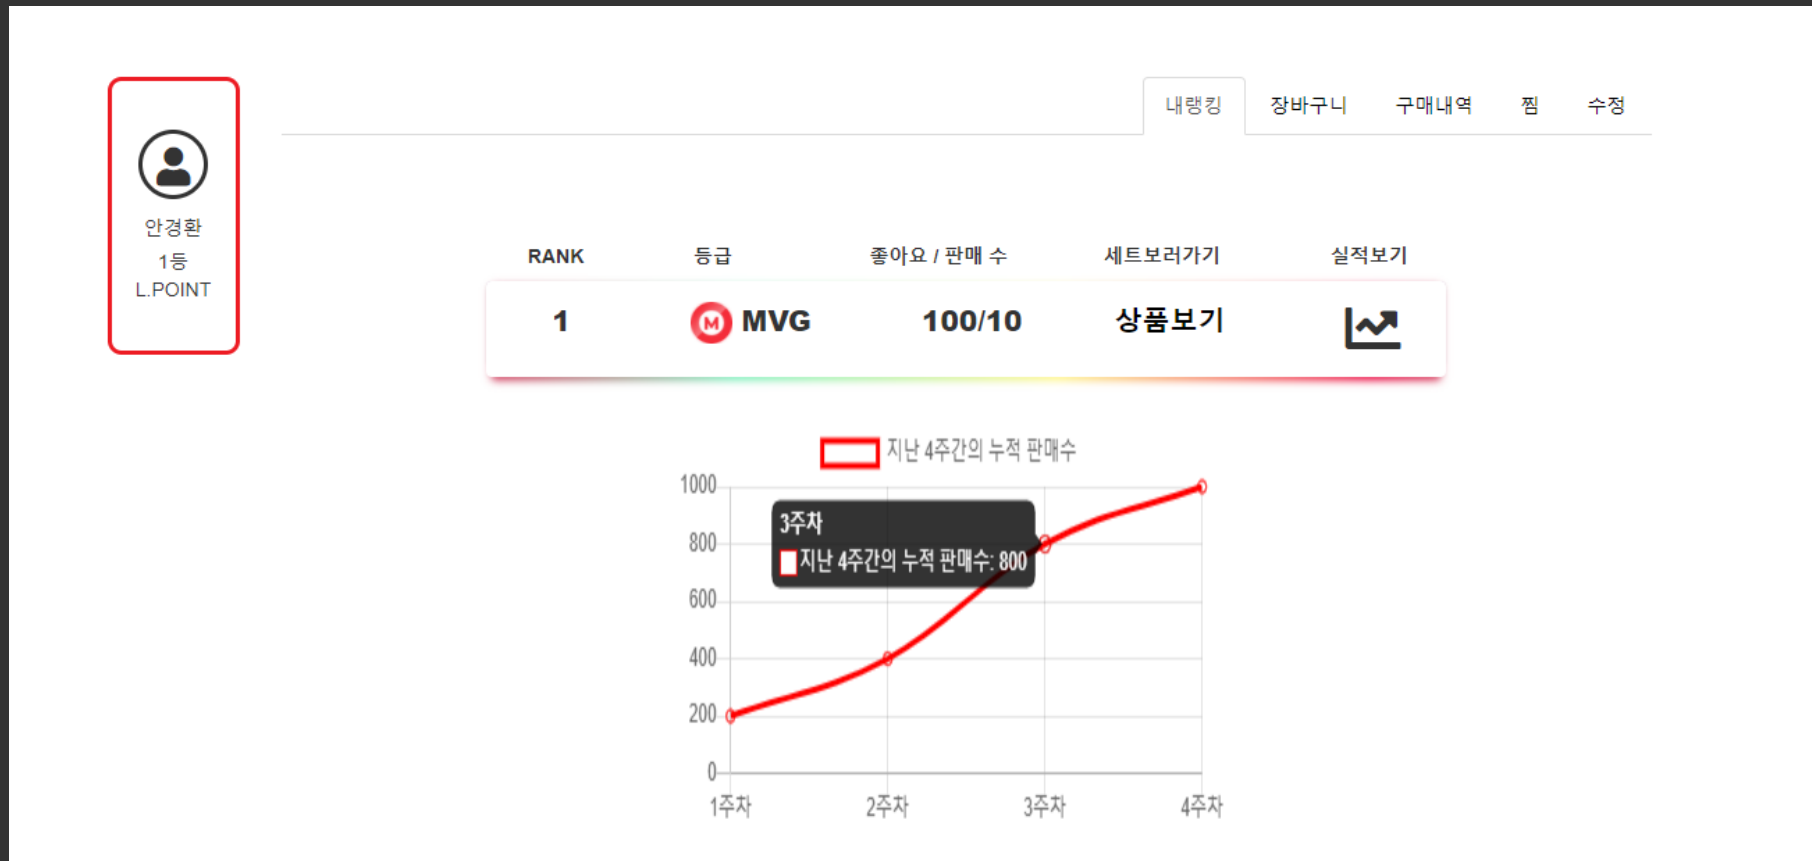 내랭킹 장바구니 구매내역 찜 수정
안경환
1등
L.POINT
RANK 등급 좋아요 / 판매 수 세트보러가기 실적보기
1 M MVG 100/10 상품보기
지난 4주간의 누적 판매수
1000
800
600
400
200
0
3주차
지난 4주간의 누적 판매수: 800
1주차 2주차 3주차 4주차